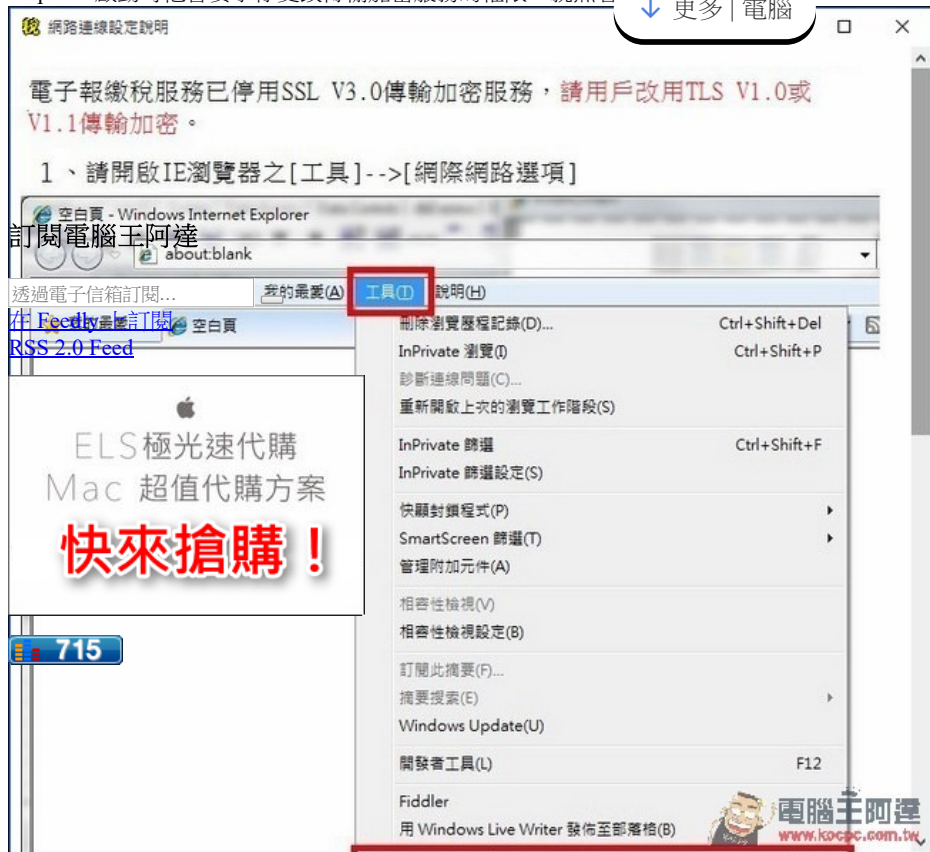 ↓ 更多 | 電腦
網路連線設定說明
電子報繳稅服務已停用SSL V3.0傳輸加密服務,請用戶改用TLS V1.0或
V1.1傳輸加密。
1、請開啟IE瀏覽器之[工具]-->[網際網路選項]
空白頁 - Windows Internet Explorer
訂閱電腦王阿達
about:blank
透過電子信箱訂閱...
我的最愛(A) 工具(T) 說明(H)
在 Feedly 上訂閱
空白頁
RSS 2.0 Feed
刪除瀏覽歷程記錄(D)... Ctrl+Shift+Del
InPrivate 瀏覽(I) Ctrl+Shift+P
診斷連線問題(C)...
重新開啟上次的瀏覽工作階段(S)
InPrivate 篩選 Ctrl+Shift+F
InPrivate 篩選設定(S)
快顯封鎖程式(P)
SmartScreen 篩選(T)
管理附加元件(A)
相容性檢視(V)
相容性檢視設定(B)
訂閱此摘要(F)...
摘要搜索(E)
Windows Update(U)
開發者工具(L) F12
Fiddler
用 Windows Live Writer 發佈至部落格(B)
ELS極光速代購
Mac 超值代購方案
快來搶購!
715
電腦王阿達
www.kocpc.com.tw